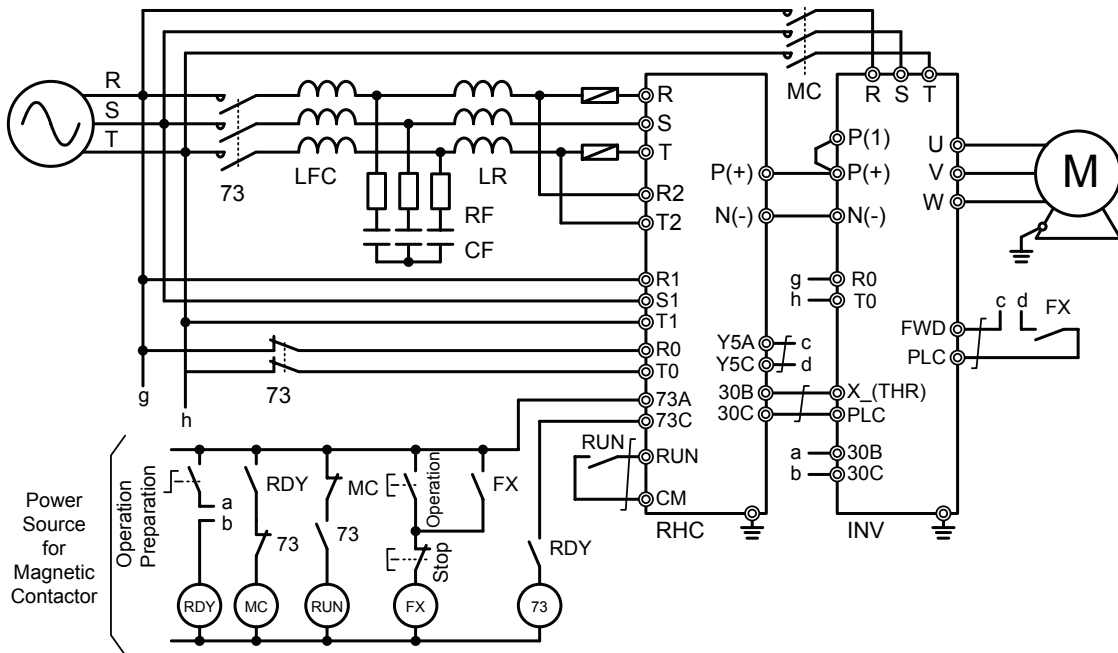 R
S
T
73
LFC
LR
RF
CF
MC
R S T
R
S
T
R2
T2
R1
S1
T1
R0
T0
73
g
h
73A
73C
RUN
CM
RUN
RHC
P(+)
N(-)
Y5A
Y5C
c
d
30B
30C
P(1)
P(+)
N(-)
g
h
R0
T0
X_(THR)
PLC
a
b
30B
30C
INV
U
V
W
M
FWD
PLC
c d FX
Power
Source
for
Magnetic
Contactor
Operation
Preparation
a
b
RDY
73
MC
73
Operation
Stop
FX
RDY
RDY
MC
RUN
FX
73